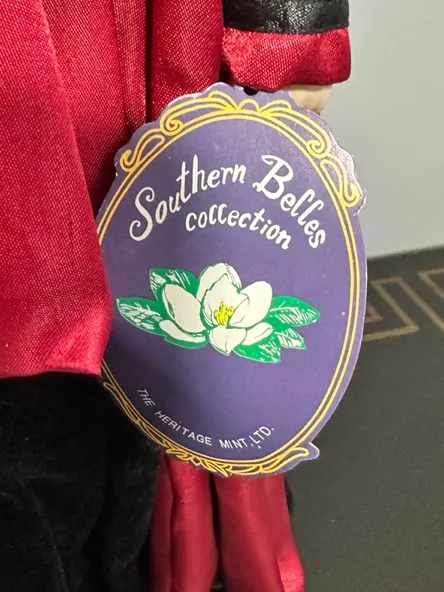 Southern Belles
Collection
THE HERITAGE MINT, LTD.